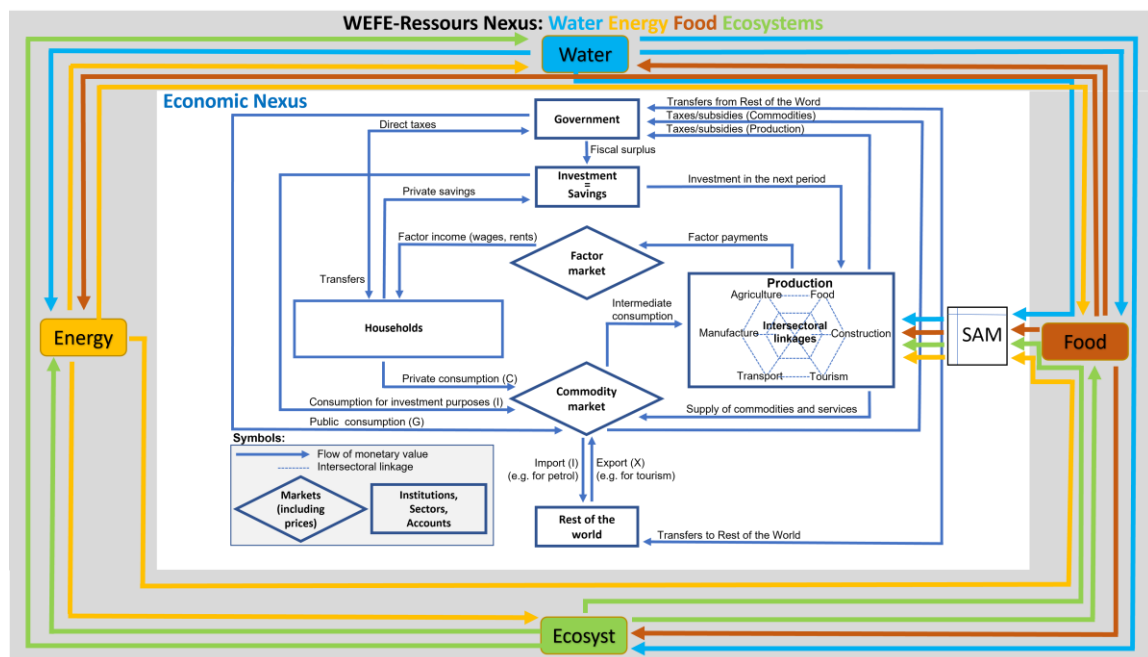 WEFE-Ressours Nexus: Water Energy Food Ecosystems
Water
Economic Nexus
Transfers from Rest of the Word
Government
Taxes/subsidies (Commodities)
Direct taxes
Taxes/subsidies (Production)
Fiscal surplus
Investment
=
Savings
Investment in the next period
Private savings
Factor income (wages, rents)
Factor
market
Factor payments
Transfers
Production
Agriculture
Food
Intermediate
consumption
Households
Manufacture
Intersectoral
linkages
Construction
Transport
Tourism
SAM
Energy
Food
Private consumption (C)
Commodity
market
Consumption for investment purposes (I)
Supply of commodities and services
Public consumption (G)
Symbols:
Flow of monetary value
Intersectoral linkage
Markets
(including
prices)
Institutions,
Sectors,
Accounts
Import (I)
(e.g. for petrol)
Export (X)
(e.g. for tourism)
Rest of the
world
Transfers to Rest of the World
Ecosyst